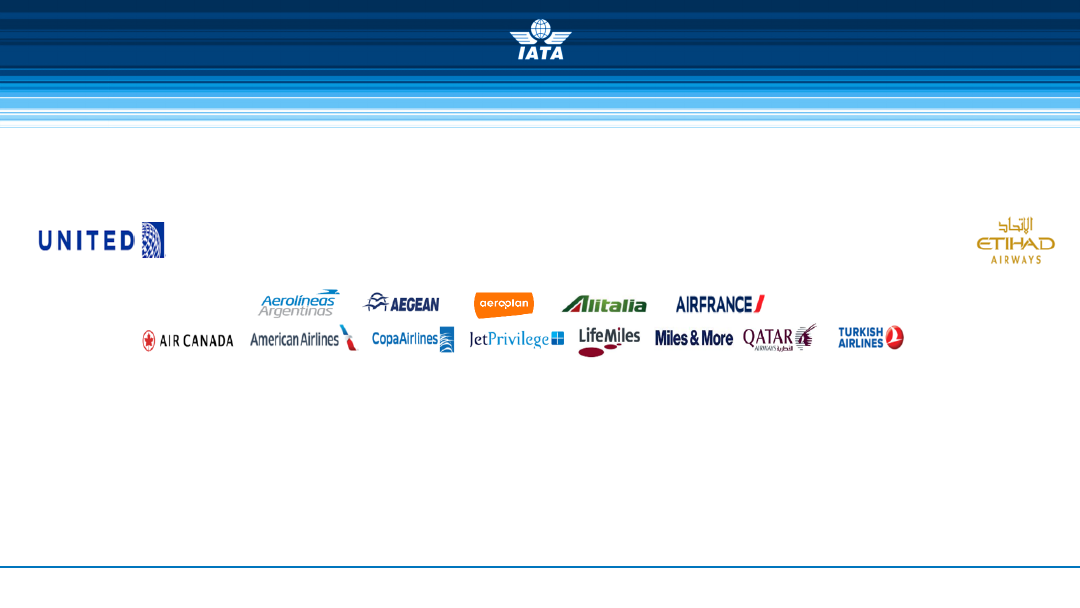 IATA
UNITED
الإتحاد
ETIHAD
AIRWAYS
Aerolíneas
Argentinas
AEGEAN
aeroplan
Alitalia
AIRFRANCE
AIR CANADA
American Airlines
CopaAirlines
JetPrivilege
LifeMiles
Miles & More
QATAR
AIRWAYS القطرية
TURKISH
AIRLINES